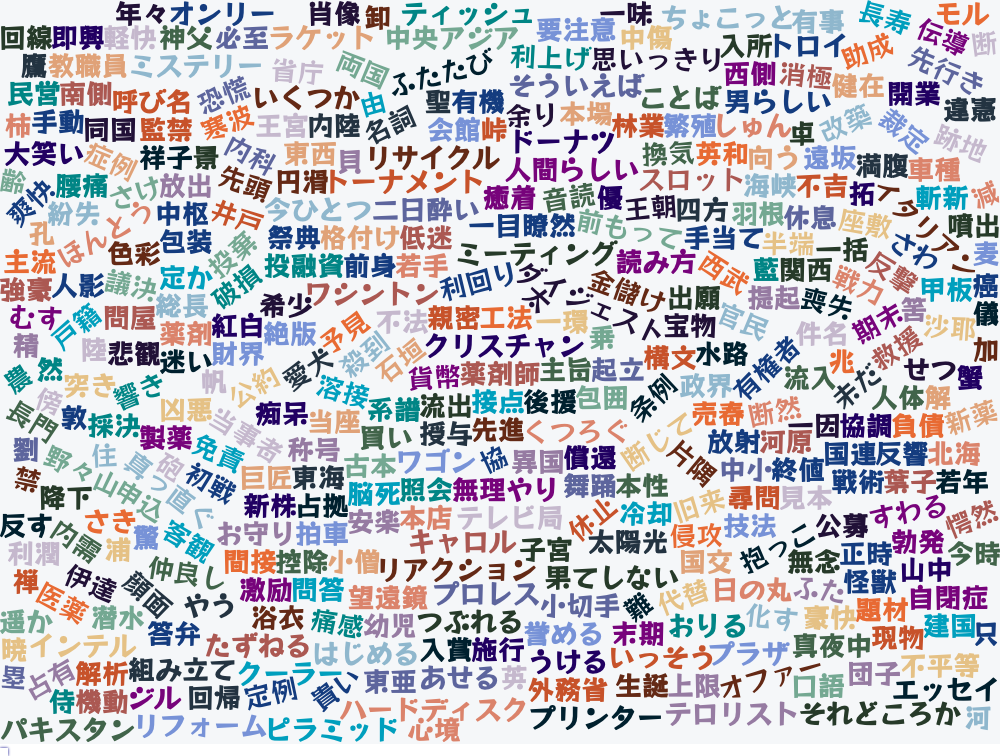 年々 オンリー 肖像 卸 ティッシュ 一味 ちょこっと 有事 長寿 モル
回線 即興 軽快 神父 必至 ラケット 中央アジア 要注意 中傷 入所 トロイ 助成 伝導 断
鷹 教職員 ミステリー 省庁 両国 ふたたび 利上げ 思いっきり 西側 消極 健在 先行き
民営 南側 呼び名 恐慌 いくつか 由 聖 有機 そういえば ことば 男らしい 開業 違憲
柿 手動 同国 監禁 寒波 王宮 内陸 名詞 会館 峠 余り 本場 林業 繁殖 しゅん 卓 改築 裁定 跡地
大笑い 症例 祥子 景 内科 東西 貝 リサイクル ドーナツ 人間らしい 換気 英和 向う 遠坂 満腹 車種
齢 爽快 腰痛 さけ 放出 先頭 円滑 トーナメント 癒着 音読 優 スロット 海峡 不吉 拓 イタリアン 斬新 減
孔 紛失 ほんとう 中枢 井戸 今ひとつ 二日酔い 一目瞭然 前もって 王朝 四方 羽根 休息 座敷 噴出
主流 色彩 包装 投棄 祭典 格付け 低迷 ミーティング 手当て 半端 一括 さわ 麦
強豪 人影 議決 定か 破損 投融資 前身 若手 利回り ダイジェスト 金儲け 読み方 西武 藍 関西 戦力 反撃 甲板 癌
むす 戸籍 問屋 総長 希少 ワシントン 水 出願 提起 喪失 期末 筈 儀
精 陸 薬剤 紅白 絶版 予見 不法 親密 工法 一環 乗 宝物 官民 件名 救援 沙耶 加
悲観 迷い 財界 愛犬 殺到 石垣 クリスチャン 横文 水路 有権者 兆 未だ せつ 蟹
農 然 突き 響き 帆 公約 溶接 貨幣 薬剤師 主旨 起立 条例 政界 流入 人体 解
長門 傍 敦 採決 凶悪 当事者 痴呆 当座 系譜 流出 接点 後援 包囲 売春 断然 一因 協調 負債 新薬
劉 野々山 住 製薬 免責 称号 買い 授与 先進 くつろぐ 断じて 片隅 放射 河原 国連 反響 北海
禁 降下 申込 真っ直ぐ 砲 初戦 巨匠 東海 古本 ワゴン 協 異国 償還 中小 終値 戦術 葉子 若年
反す 内需 さき 浦 驚 客観 新株 占拠 脳死 照会 無理やり 舞踊 本性 旧来 尋問 見本 公募 すわる 愕然
利潤 お守り 拍車 安楽 本店 テレビ局 休止 冷却 侵攻 技法 抱っこ 無念 正時 勃発 今時
禅 医薬 伊達 顔面 仲良し 間接 控除 小僧 キャロル 子宮 太陽光 国交 怪獣 山中
遥か 潜水 やう 激励 問答 望遠鏡 リアクション 果てしない プロレス 小切手 難 代替 日の丸 ふた 自閉症
暁 インテル 答弁 浴衣 痛感 幼児 つぶれる 誉める 末期 おりる 化す 豪快 題材 建国 只
塁 占有 解析 組み立て たずねる はじめる 入賞 施行 うける いっそう プラザ 真夜中 現物 不平等
侍 機動 ジル 回帰 クーラー 定例 貴い 東亜 あせる 英 外務省 生誕 上限 オファー 口語 団子 エッセイ
パキスタン リフォーム ピラミッド ハードディスク 心境 プリンター テロリスト それどころか 河